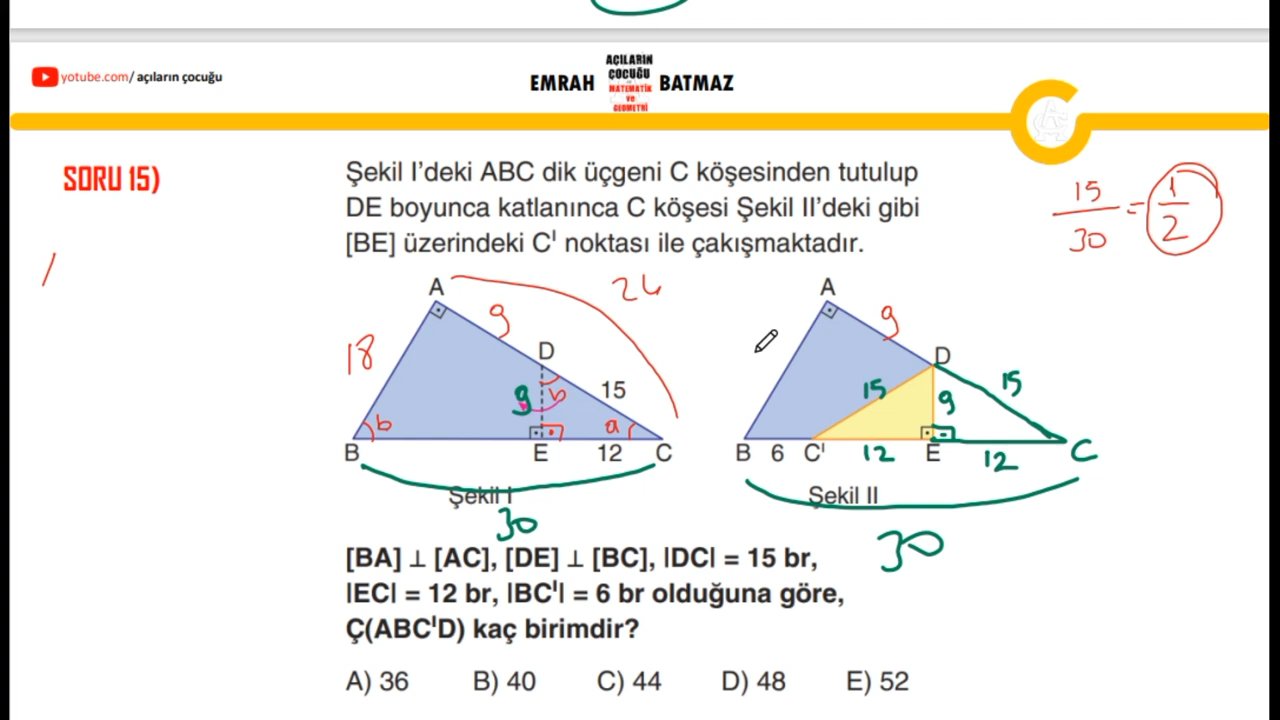 yotube.com/ açıların çocuğu
EMRAH AÇILARIN ÇOCUĞU MATEMATİK ve GEOMETRİ BATMAZ
SORU 15)
Şekil I'deki ABC dik üçgeni C köşesinden tutulup
DE boyunca katlanınca C köşesi Şekil II'deki gibi
[BE] üzerindeki C' noktası ile çakışmaktadır.
15/30 = 1/2
A 24 A
9 9
18 D D
9 b 15 15 9 15
b a
B E 12 C B 6 C' 12 E 12 C
Şekil I Şekil II
30 30
[BA] ⊥ [AC], [DE] ⊥ [BC], |DC| = 15 br,
|EC| = 12 br, |BC'| = 6 br olduğuna göre,
Ç(ABC'D) kaç birimdir?
A) 36 B) 40 C) 44 D) 48 E) 52